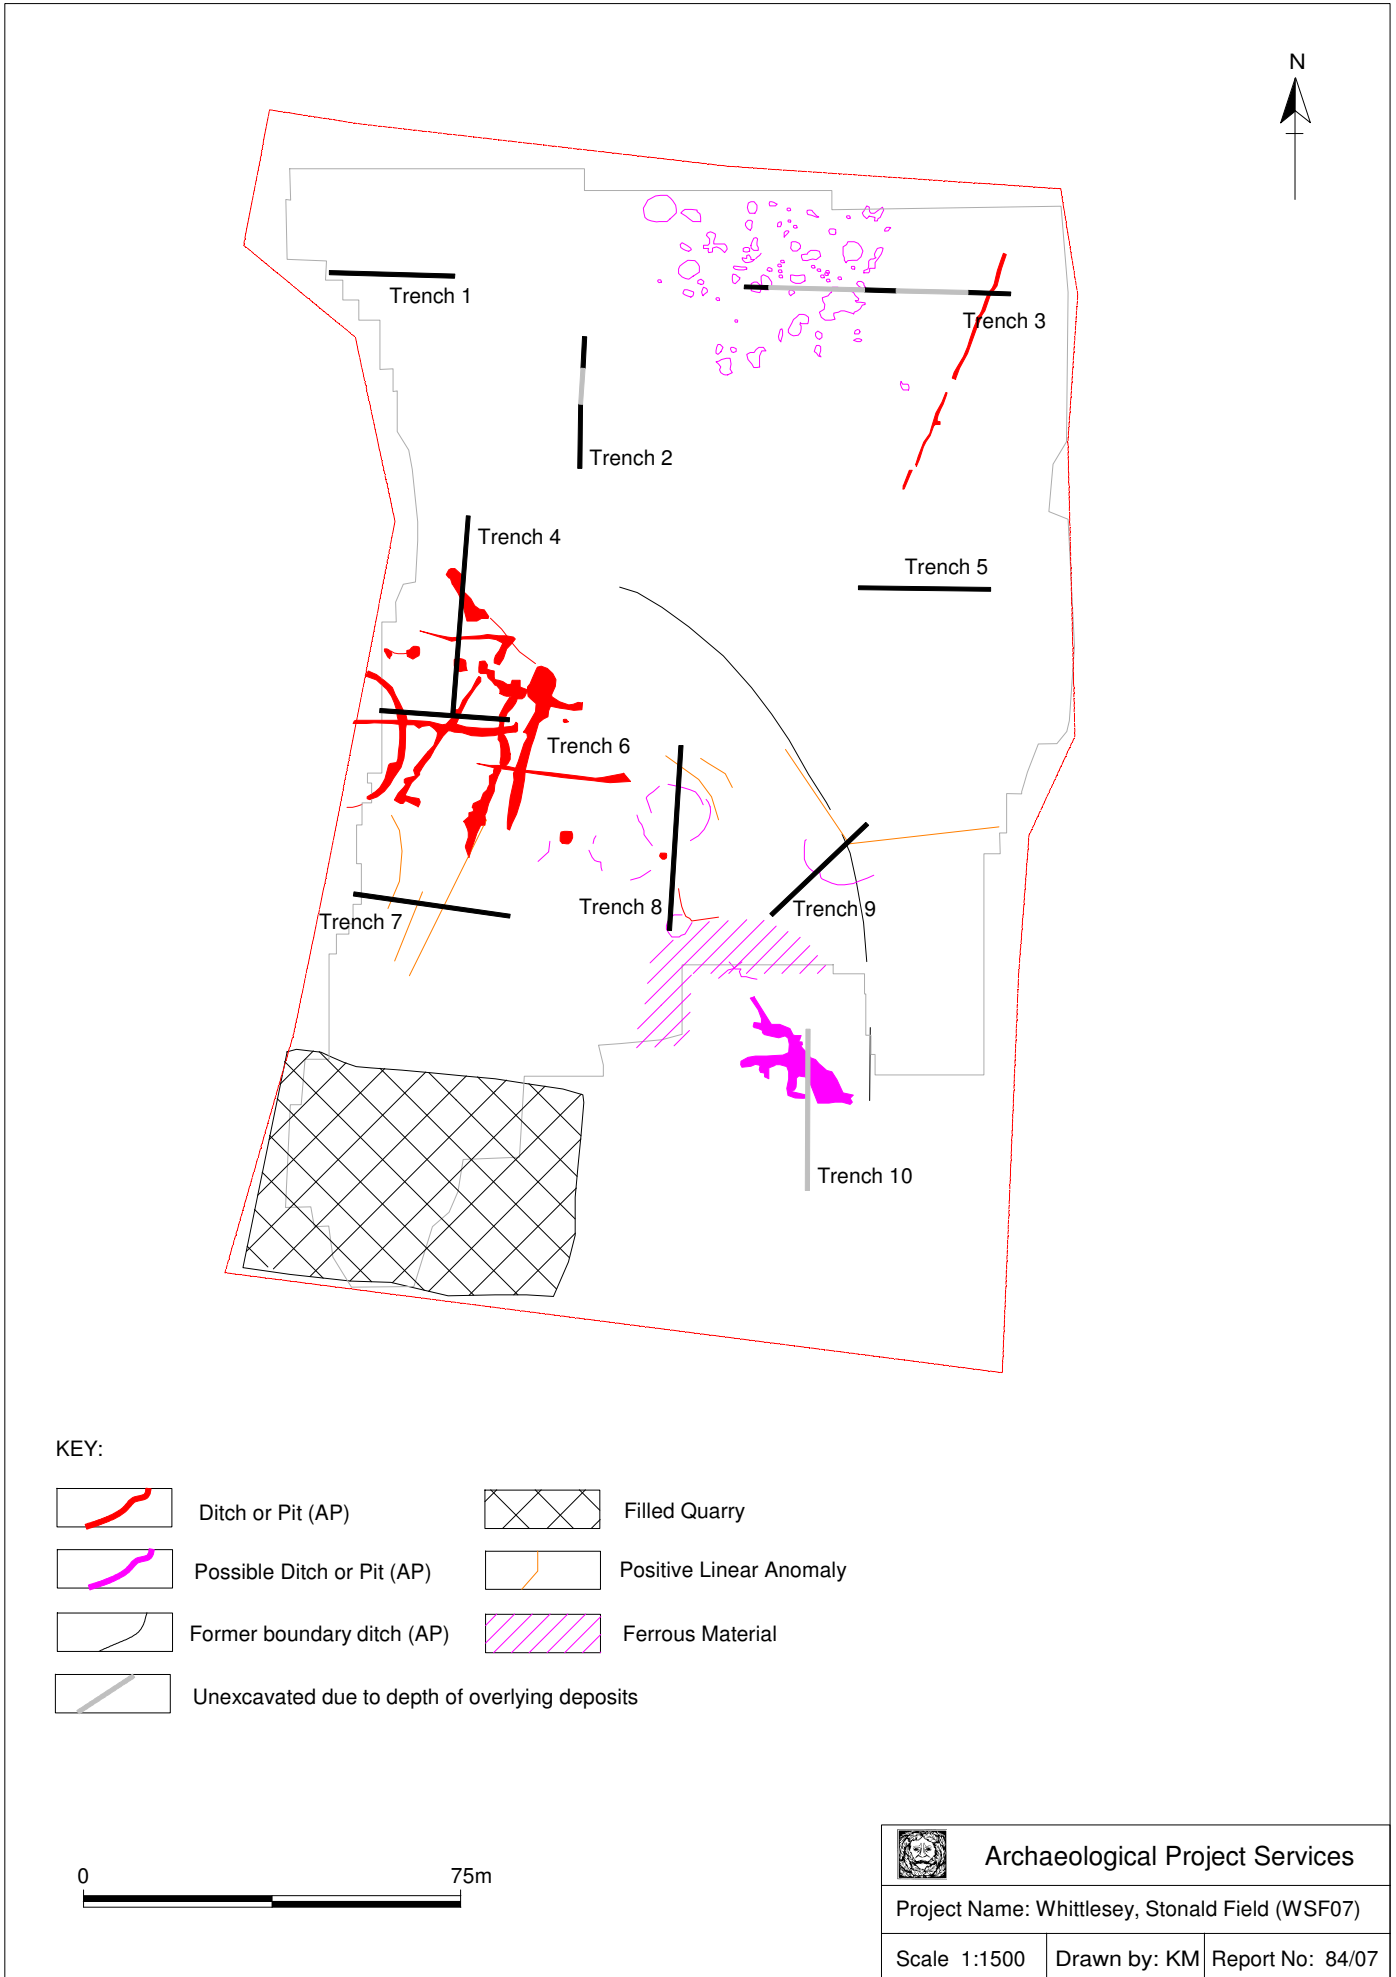 N
Trench 1
Trench 3
Trench 2
Trench 4
Trench 5
Trench 6
Trench 8
Trench 9
Trench 7
Trench 10
KEY:
Ditch or Pit (AP)
Filled Quarry
Possible Ditch or Pit (AP)
Positive Linear Anomaly
Former boundary ditch (AP)
Ferrous Material
Unexcavated due to depth of overlying deposits
0 75m
Archaeological Project Services
Project Name: Whittlesey, Stonald Field (WSF07)
Scale 1:1500 Drawn by: KM Report No: 84/07